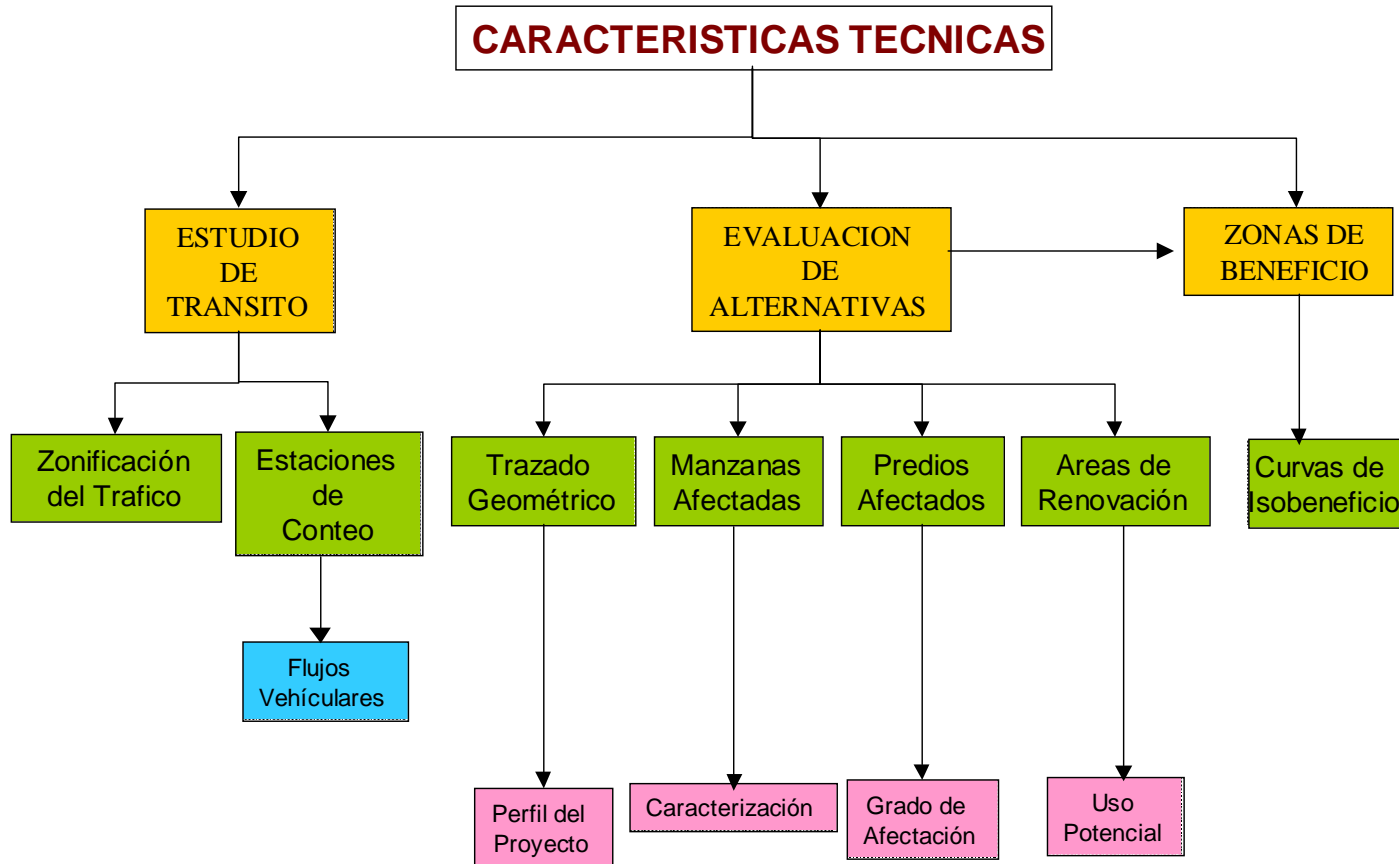 CARACTERISTICAS TECNICAS
ESTUDIO
DE
TRANSITO
EVALUACION
DE
ALTERNATIVAS
ZONAS DE
BENEFICIO
Zonificación
del Trafico
Estaciones
de
Conteo
Trazado
Geométrico
Manzanas
Afectadas
Predios
Afectados
Areas de
Renovación
Curvas de
Isobeneficio
Flujos
Vehículares
Perfil del
Proyecto
Caracterización
Grado de
Afectación
Uso
Potencial